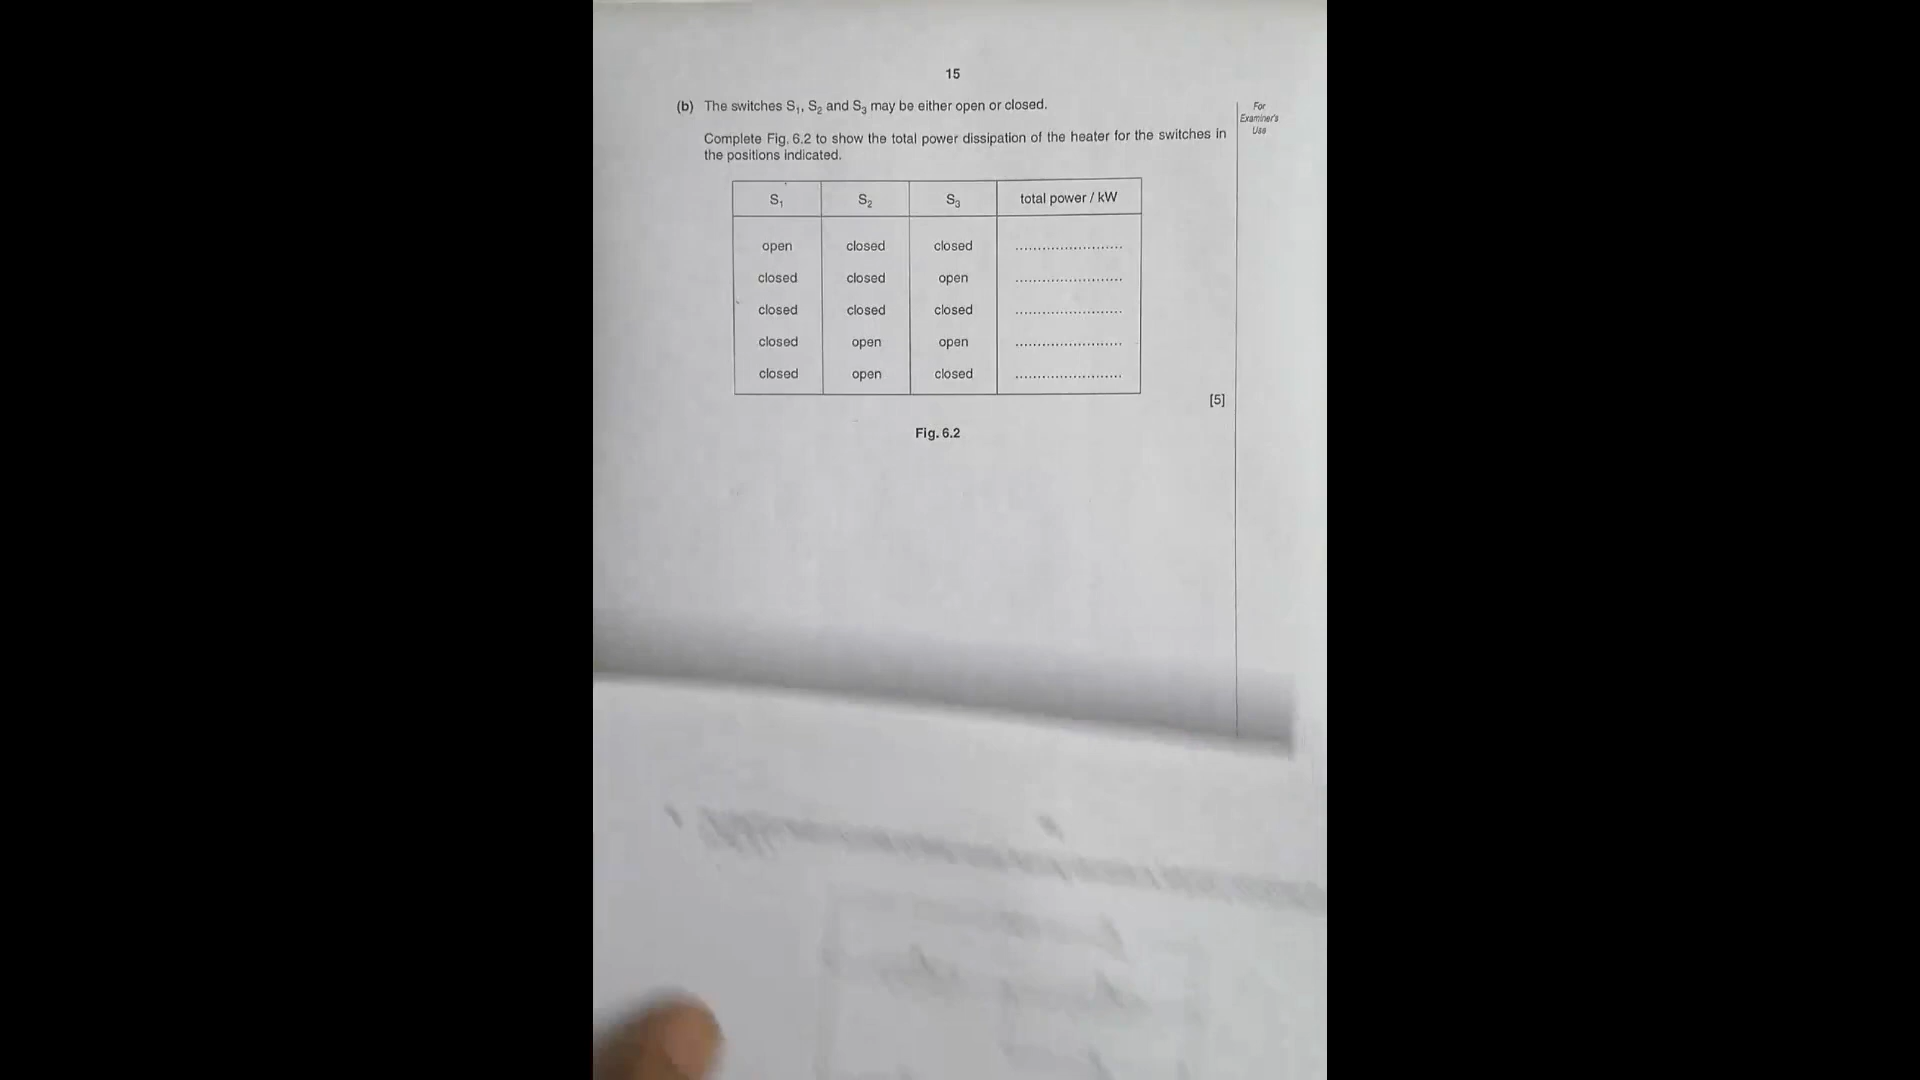 15
(b) The switches S1, S2 and S3 may be either open or closed.
For
Examiner's
Use
Complete Fig. 6.2 to show the total power dissipation of the heater for the switches in
the positions indicated.
S1 S2 S3 total power / kW
open closed closed ........................
closed closed open ........................
closed closed closed ........................
closed open open ........................
closed open closed ........................
[5]
Fig. 6.2